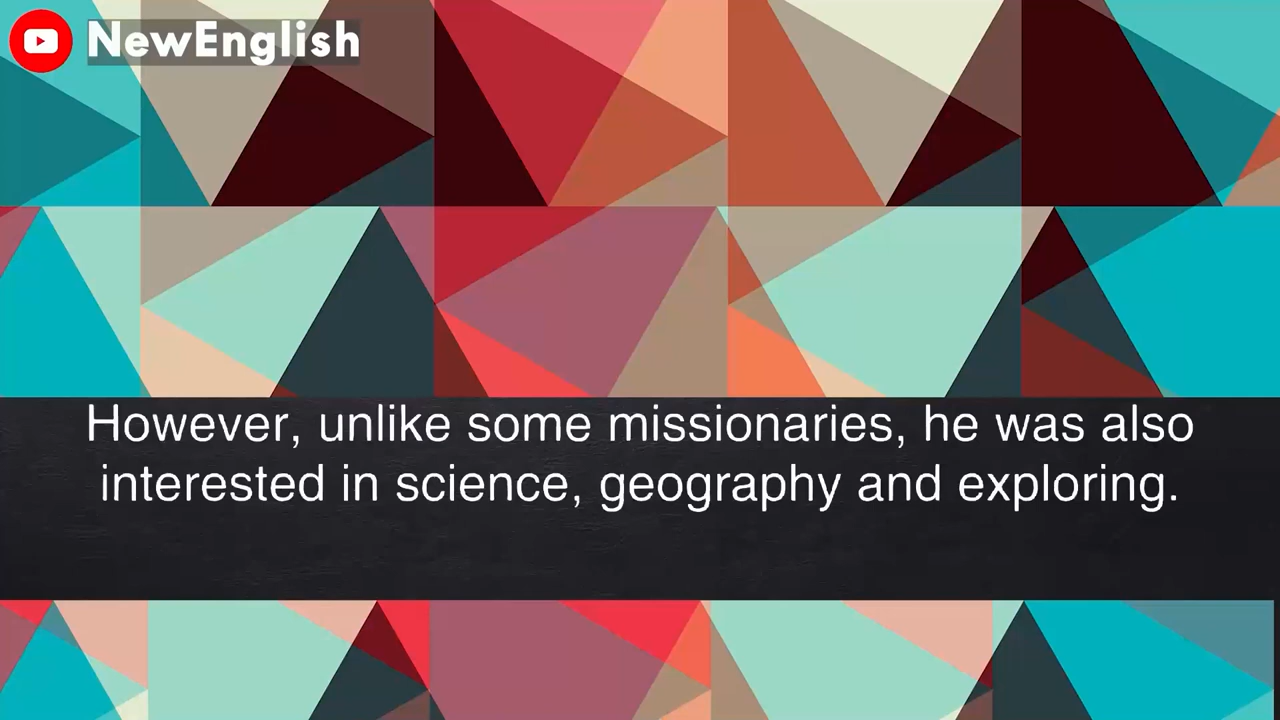 NewEnglish
However, unlike some missionaries, he was also
interested in science, geography and exploring.